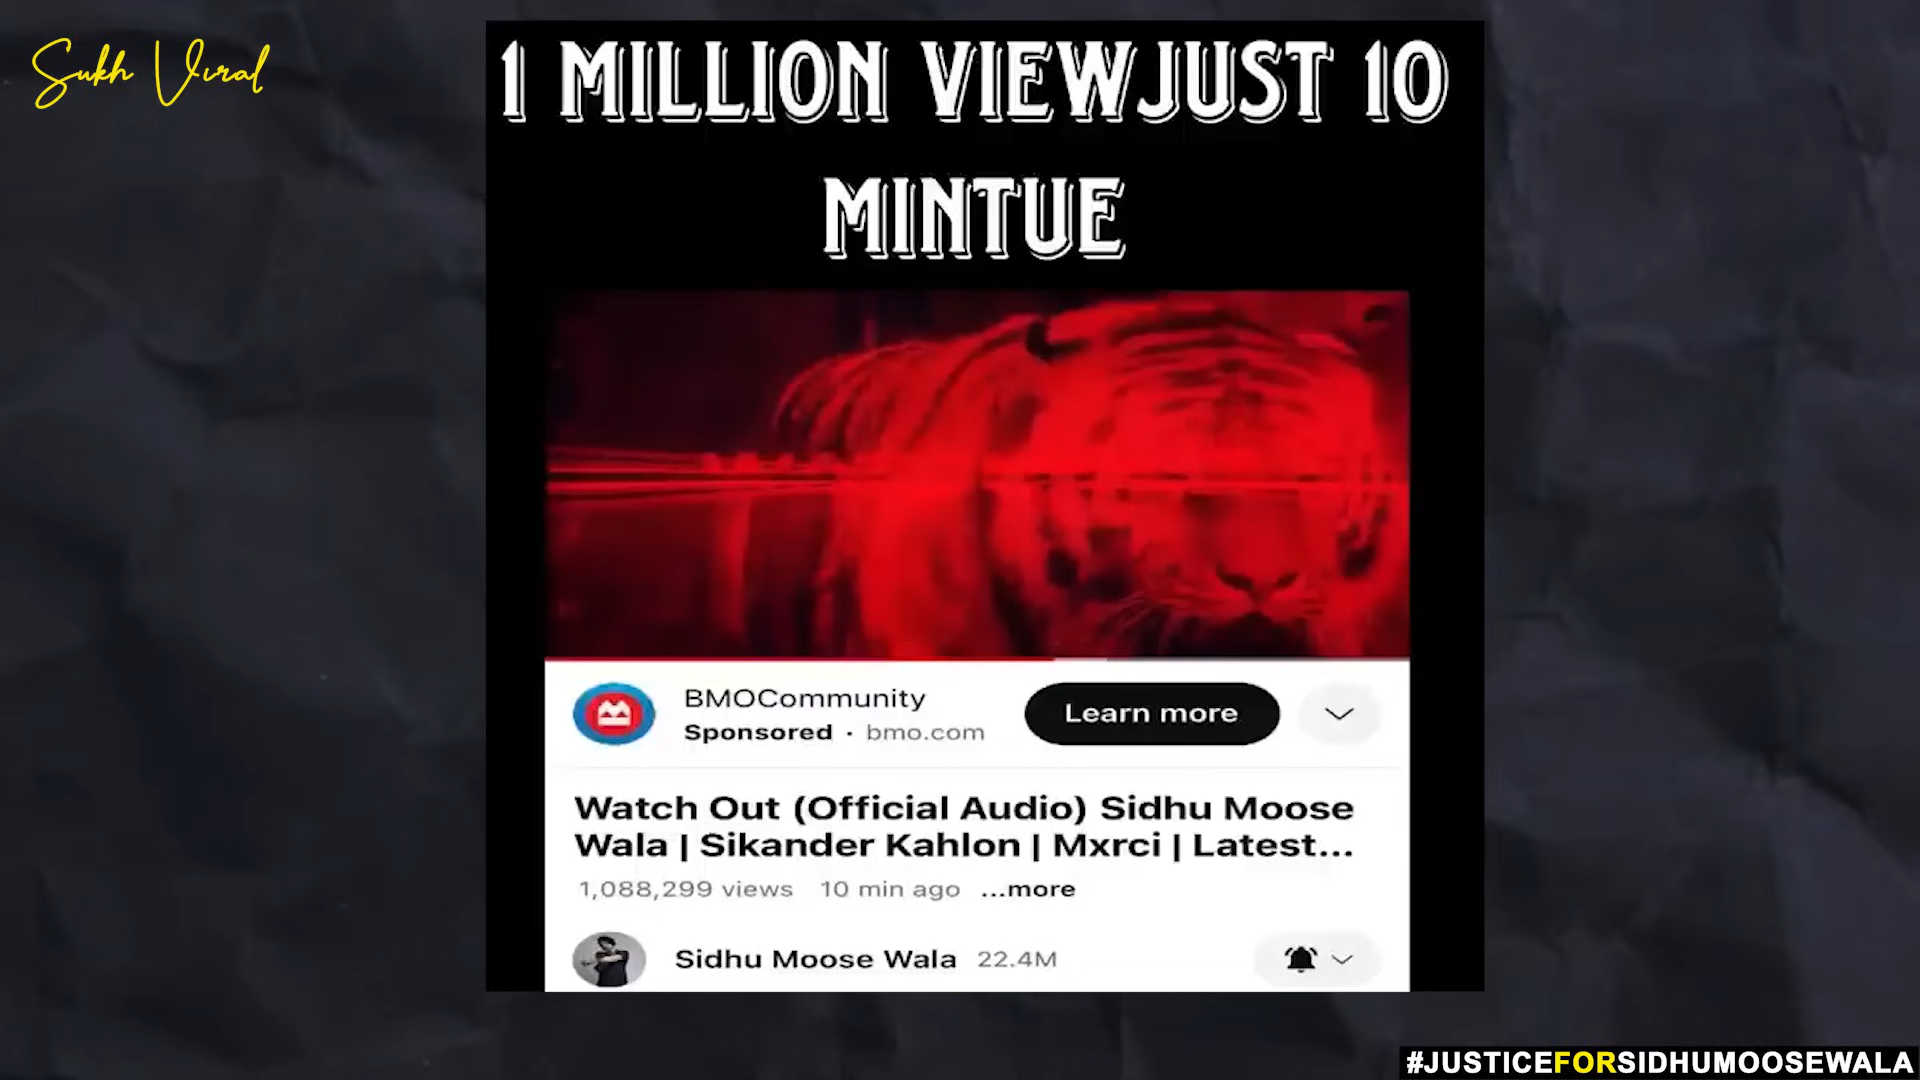 Sukh Viral
1 MILLION VIEWJUST 10
MINTUE
BMOCommunity
Sponsored · bmo.com
Learn more
Watch Out (Official Audio) Sidhu Moose
Wala | Sikander Kahlon | Mxrci | Latest...
1,088,299 views 10 min ago ...more
Sidhu Moose Wala 22.4M
#JUSTICEFORSIDHUMOOSEWALA